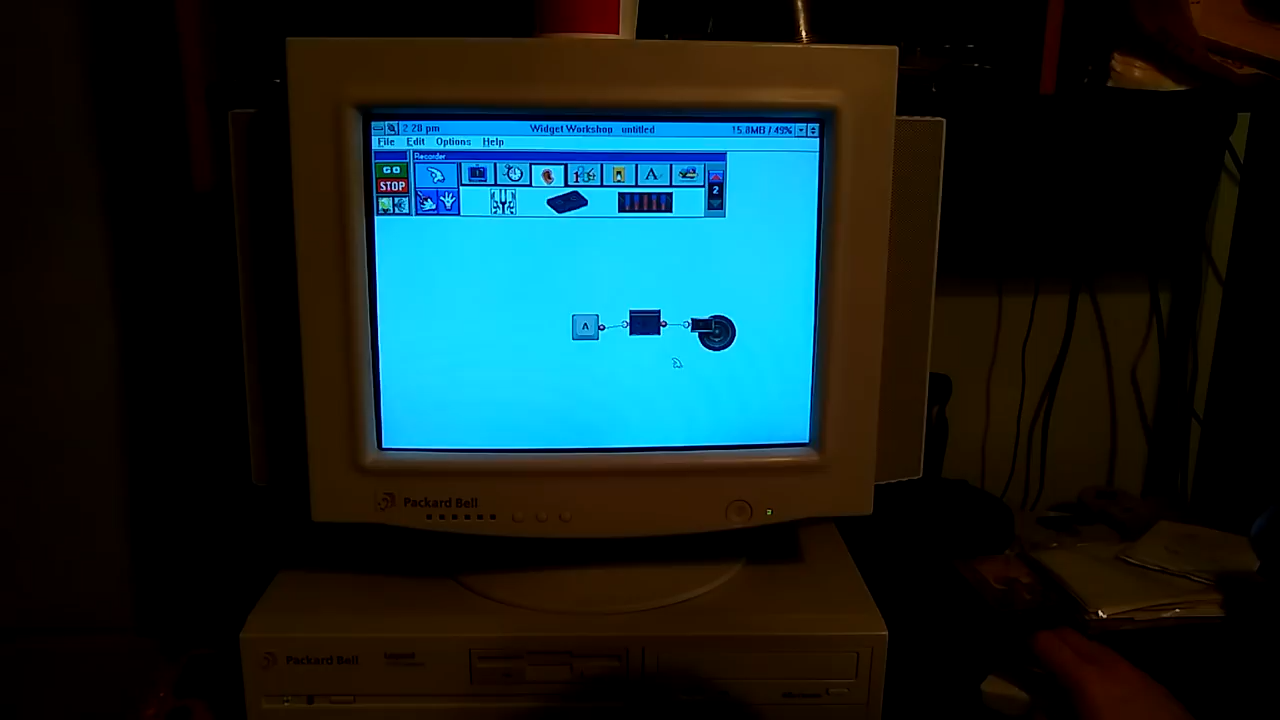 2:28 pm Widget Workshop untitled 15.8MB / 49%
File Edit Options Help
Recorder
GO
STOP
A
2
A
Packard Bell
Packard Bell Legend